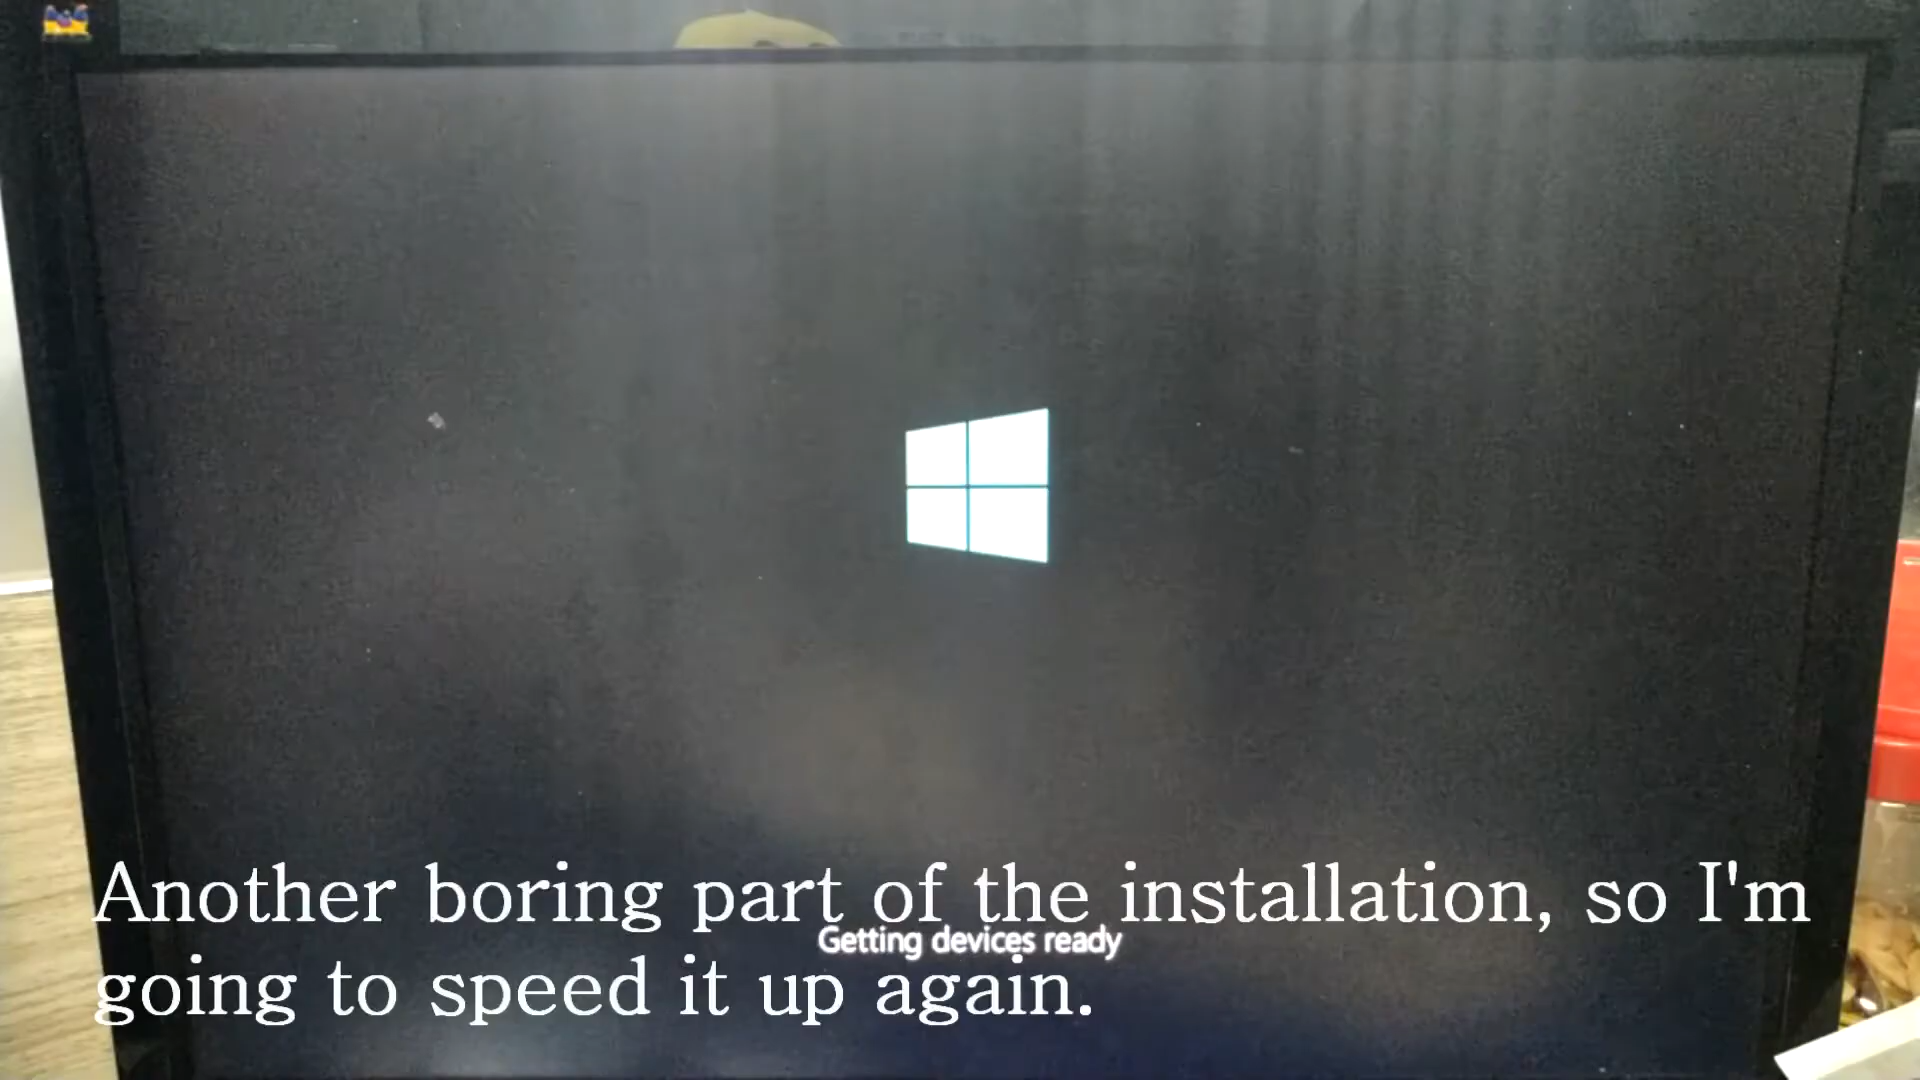 Another boring part of the installation, so I'm
Getting devices ready
going to speed it up again.